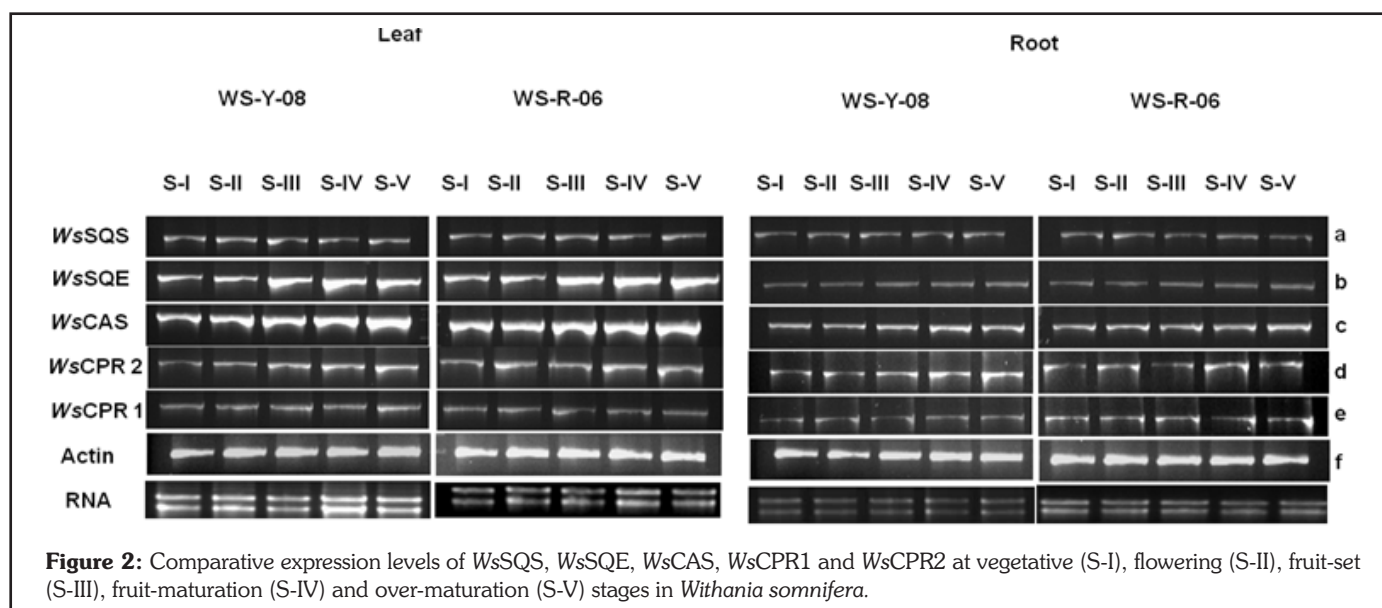 Leaf Root
WS-Y-08 WS-R-06 WS-Y-08 WS-R-06
S-I S-II S-III S-IV S-V S-I S-II S-III S-IV S-V S-I S-II S-III S-IV S-V S-I S-II S-III S-IV S-V
WsSQS a
WsSQE b
WsCAS c
WsCPR 2 d
WsCPR 1 e
Actin f
RNA
Figure 2: Comparative expression levels of WsSQS, WsSQE, WsCAS, WsCPR1 and WsCPR2 at vegetative (S-I), flowering (S-II), fruit-set
(S-III), fruit-maturation (S-IV) and over-maturation (S-V) stages in Withania somnifera.